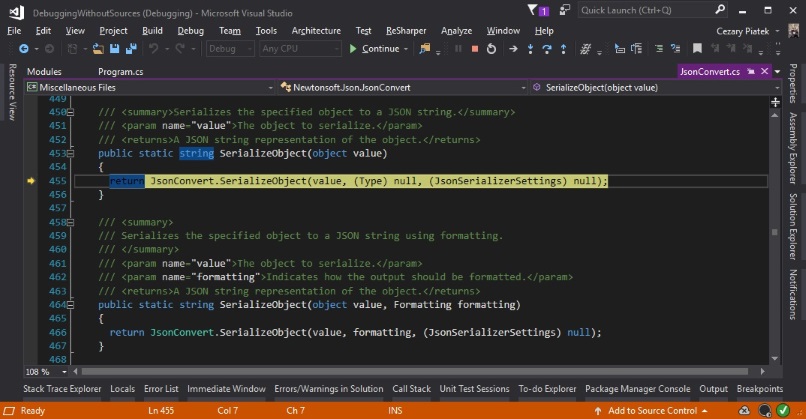 DebuggingWithoutSources (Debugging) - Microsoft Visual Studio
1
Quick Launch (Ctrl+Q)
File Edit View Project Build Debug Team Tools Architecture Test ReSharper Analyze Window Help
Cezary Piatek
Debug Any CPU Continue
Resource View
Modules Program.cs JsonConvert.cs
Miscellaneous Files Newtonsoft.Json.JsonConvert SerializeObject(object value)
449
450 /// <summary>Serializes the specified object to a JSON string.</summary>
451 /// <param name="value">The object to serialize.</param>
452 /// <returns>A JSON string representation of the object.</returns>
453 public static string SerializeObject(object value)
454 {
455 return JsonConvert.SerializeObject(value, (Type) null, (JsonSerializerSettings) null);
456 }
457
458 /// <summary>
459 /// Serializes the specified object to a JSON string using formatting.
460 /// </summary>
461 /// <param name="value">The object to serialize.</param>
462 /// <param name="formatting">Indicates how the output should be formatted.</param>
463 /// <returns>A JSON string representation of the object.</returns>
464 public static string SerializeObject(object value, Formatting formatting)
465 {
466 return JsonConvert.SerializeObject(value, formatting, (JsonSerializerSettings) null);
467 }
468
108 %
Properties
Assembly Explorer
Solution Explorer
Notifications
Stack Trace Explorer Locals Error List Immediate Window Errors/Warnings in Solution Call Stack Unit Test Sessions To-do Explorer Package Manager Console Output Breakpoints
Ready Ln 455 Col 7 Ch 7 INS Add to Source Control